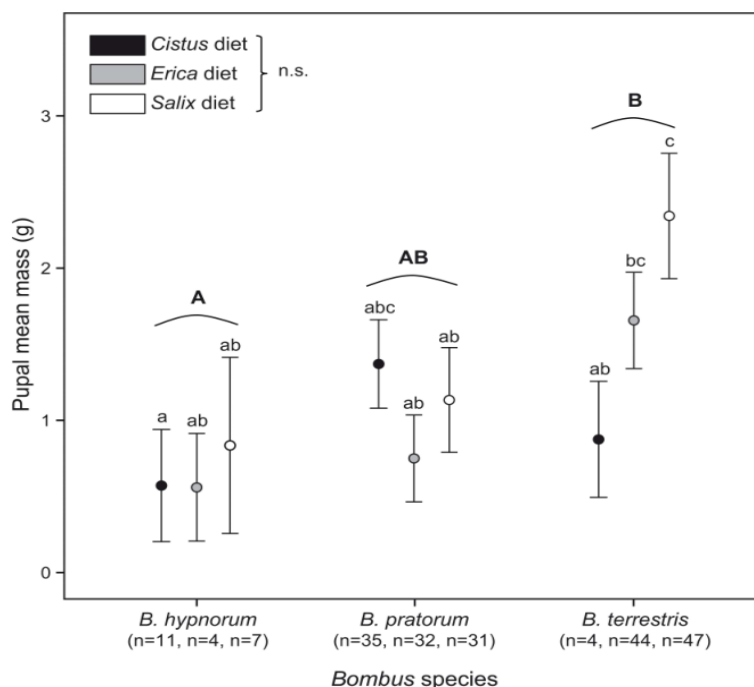 Cistus diet
Erica diet
Salix diet
n.s.
Pupal mean mass (g)
3
2
1
0
A
a
ab
ab
AB
abc
ab
ab
B
ab
bc
c
B. hypnorum
(n=11, n=4, n=7)
B. pratorum
(n=35, n=32, n=31)
B. terrestris
(n=4, n=44, n=47)
Bombus species